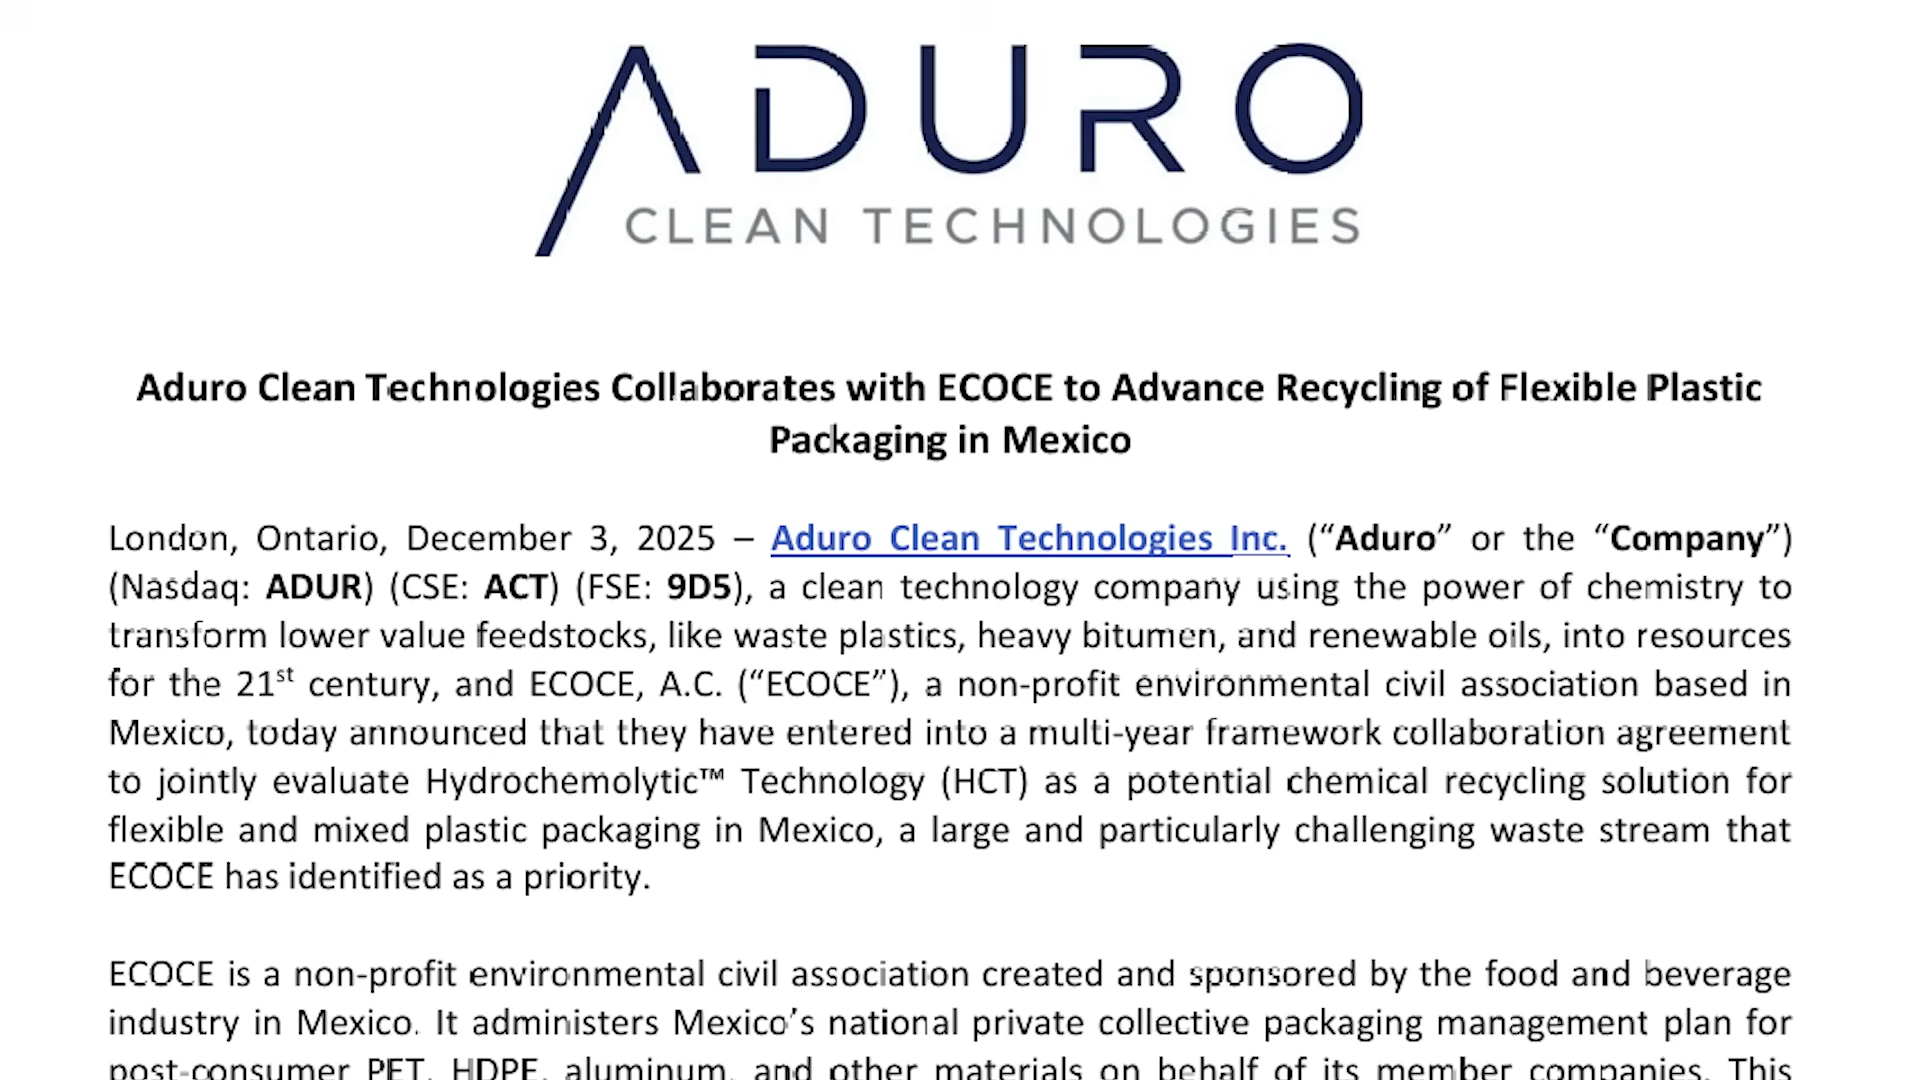 ADURO
CLEAN TECHNOLOGIES
Aduro Clean Technologies Collaborates with ECOCE to Advance Recycling of Flexible Plastic
Packaging in Mexico
London, Ontario, December 3, 2025 – Aduro Clean Technologies Inc. (“Aduro” or the “Company”)
(Nasdaq: ADUR) (CSE: ACT) (FSE: 9D5), a clean technology company using the power of chemistry to
transform lower value feedstocks, like waste plastics, heavy bitumen, and renewable oils, into resources
for the 21st century, and ECOCE, A.C. (“ECOCE”), a non-profit environmental civil association based in
Mexico, today announced that they have entered into a multi-year framework collaboration agreement
to jointly evaluate Hydrochemolytic™ Technology (HCT) as a potential chemical recycling solution for
flexible and mixed plastic packaging in Mexico, a large and particularly challenging waste stream that
ECOCE has identified as a priority.
ECOCE is a non-profit environmental civil association created and sponsored by the food and beverage
industry in Mexico. It administers Mexico’s national private collective packaging management plan for
post-consumer PET, HDPE, aluminum, and other materials on behalf of its member companies. This